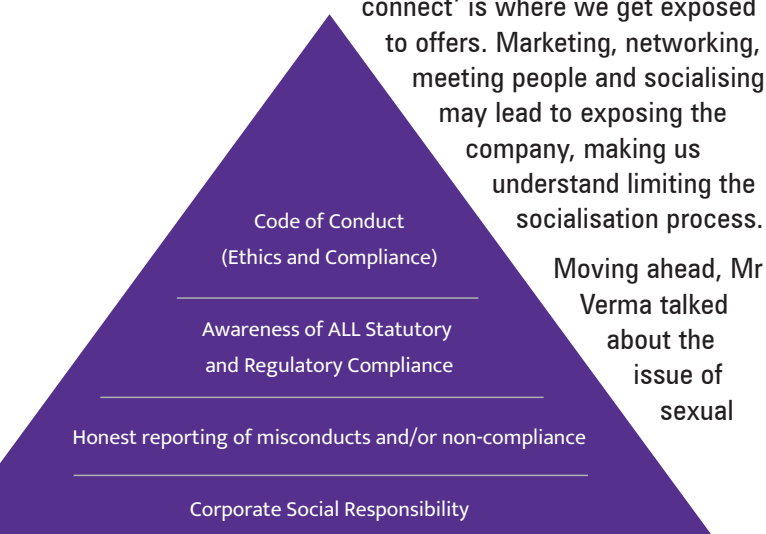 connect' is where we get exposed
to offers. Marketing, networking,
meeting people and socialising
may lead to exposing the
company, making us
understand limiting the
socialisation process.
Moving ahead, Mr
Verma talked
about the
issue of
sexual
Code of Conduct
(Ethics and Compliance)
Awareness of ALL Statutory
and Regulatory Compliance
Honest reporting of misconducts and/or non-compliance
Corporate Social Responsibility